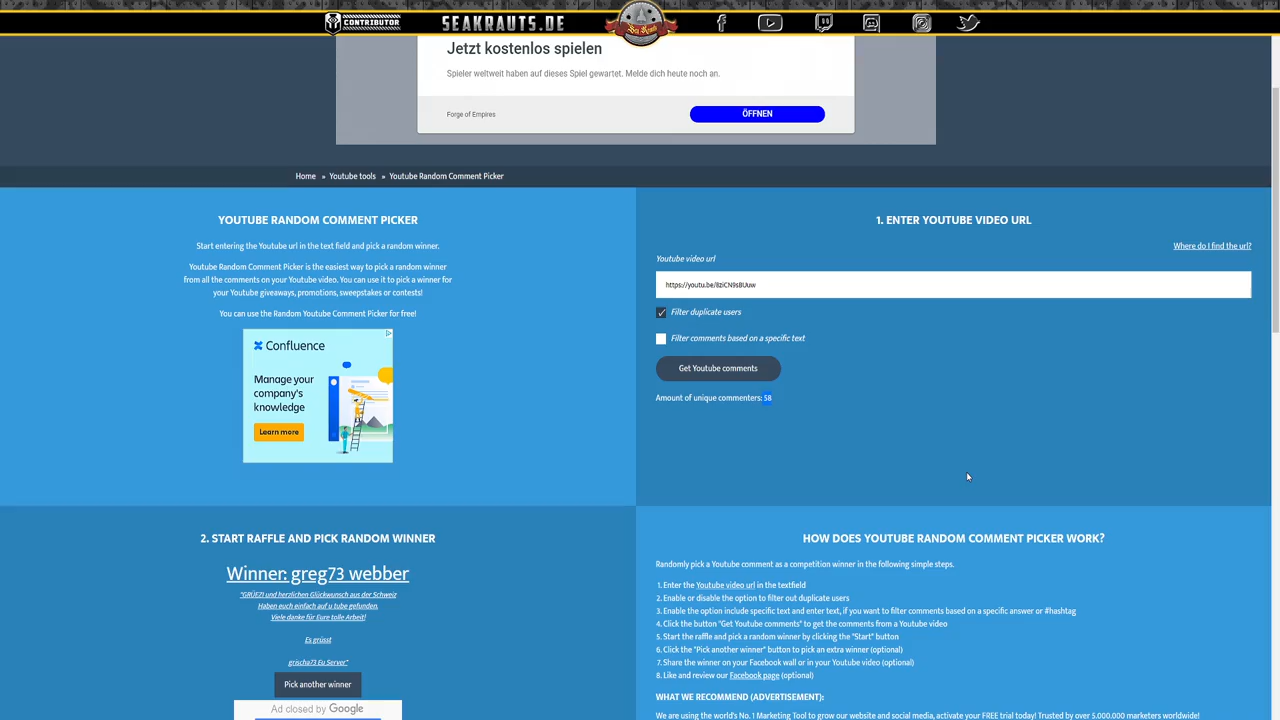 CONTRIBUTOR
SEAKRAUTS.DE
Sea Krauts
Jetzt kostenlos spielen
Spieler weltweit haben auf dieses Spiel gewartet. Melde dich heute noch an.
Forge of Empires
ÖFFNEN
Home » Youtube tools » Youtube Random Comment Picker
YOUTUBE RANDOM COMMENT PICKER
Start entering the Youtube url in the text field and pick a random winner.
Youtube Random Comment Picker is the easiest way to pick a random winner
from all the comments on your Youtube video. You can use it to pick a winner for
your Youtube giveaways, promotions, sweepstakes or contests!
You can use the Random Youtube Comment Picker for free!
Confluence
Manage your
company's
knowledge
Learn more
1. ENTER YOUTUBE VIDEO URL
Where do I find the url?
Youtube video url
https://youtu.be/8ziCN9sBUuw
Filter duplicate users
Filter comments based on a specific text
Get Youtube comments
Amount of unique commenters: 58
2. START RAFFLE AND PICK RANDOM WINNER
Winner: greg73 webber
"GRÜEZI und herzlichen Glückwunsch aus der Schweiz
Haben euch einfach auf u tube gefunden.
Viele danke für Eure tolle Arbeit!
Es grüsst
grischa73 Eu Server"
Pick another winner
Ad closed by Google
HOW DOES YOUTUBE RANDOM COMMENT PICKER WORK?
Randomly pick a Youtube comment as a competition winner in the following simple steps.
1. Enter the Youtube video url in the textfield
2. Enable or disable the option to filter out duplicate users
3. Enable the option include specific text and enter text, if you want to filter comments based on a specific answer or #hashtag
4. Click the button "Get Youtube comments" to get the comments from a Youtube video
5. Start the raffle and pick a random winner by clicking the "Start" button
6. Click the "Pick another winner" button to pick an extra winner (optional)
7. Share the winner on your Facebook wall or in your Youtube video (optional)
8. Like and review our Facebook page (optional)
WHAT WE RECOMMEND (ADVERTISEMENT):
We are using the world's No. 1 Marketing Tool to grow our website and social media, activate your FREE trial today! Trusted by over 5.000.000 marketers worldwide!